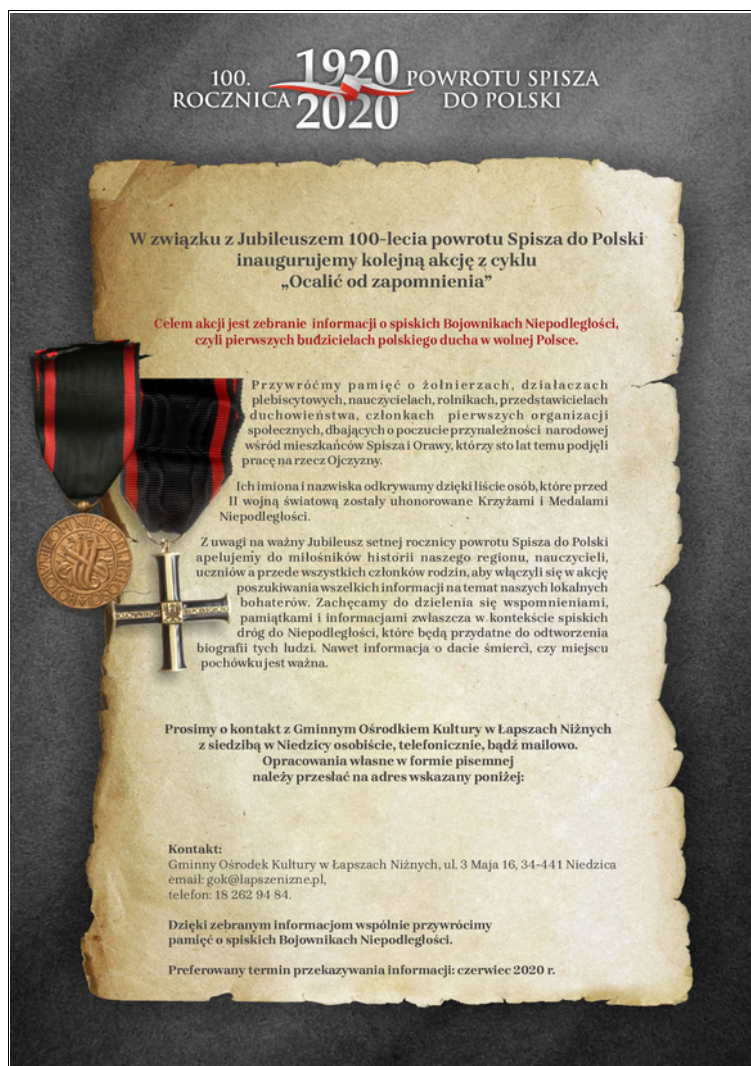 100.
ROCZNICA
1920
2020
POWROTU SPISZA
DO POLSKI
W związku z Jubileuszem 100-lecia powrotu Spisza do Polski
inaugurujemy kolejną akcję z cyklu
„Ocalić od zapomnienia”
Celem akcji jest zebranie informacji o spiskich Bojownikach Niepodległości,
czyli pierwszych budzicielach polskiego ducha w wolnej Polsce.
Przywróćmy pamięć o żołnierzach, działaczach
plebiscytowych, nauczycielach, rolnikach, przedstawicielach
duchowieństwa, członkach pierwszych organizacji
społecznych, dbających o poczucie przynależności narodowej
wśród mieszkańców Spisza i Orawy, którzy sto lat temu podjęli
pracę na rzecz Ojczyzny.
Ich imiona i nazwiska odkrywamy dzięki liście osób, które przed
II wojną światową zostały uhonorowane Krzyżami i Medalami
Niepodległości.
Z uwagi na ważny Jubileusz setnej rocznicy powrotu Spisza do Polski
apelujemy do miłośników historii naszego regionu, nauczycieli,
uczniów a przede wszystkich członków rodzin, aby włączyli się w akcję
poszukiwania wszelkich informacji na temat naszych lokalnych
bohaterów. Zachęcamy do dzielenia się wspomnieniami,
pamiątkami i informacjami zwłaszcza w kontekście spiskich
dróg do Niepodległości, które będą przydatne do odtworzenia
biografii tych ludzi. Nawet informacja o dacie śmierci, czy miejscu
pochówku jest ważna.
Prosimy o kontakt z Gminnym Ośrodkiem Kultury w Łapszach Niżnych
z siedzibą w Niedzicy osobiście, telefonicznie, bądź mailowo.
Opracowania własne w formie pisemnej
należy przesłać na adres wskazany poniżej:
Kontakt:
Gminny Ośrodek Kultury w Łapszach Niżnych, ul. 3 Maja 16, 34-441 Niedzica
email: gok@lapszenizne.pl,
telefon: 18 262 94 84.
Dzięki zebranym informacjom wspólnie przywrócimy
pamięć o spiskich Bojownikach Niepodległości.
Preferowany termin przekazywania informacji: czerwiec 2020 r.